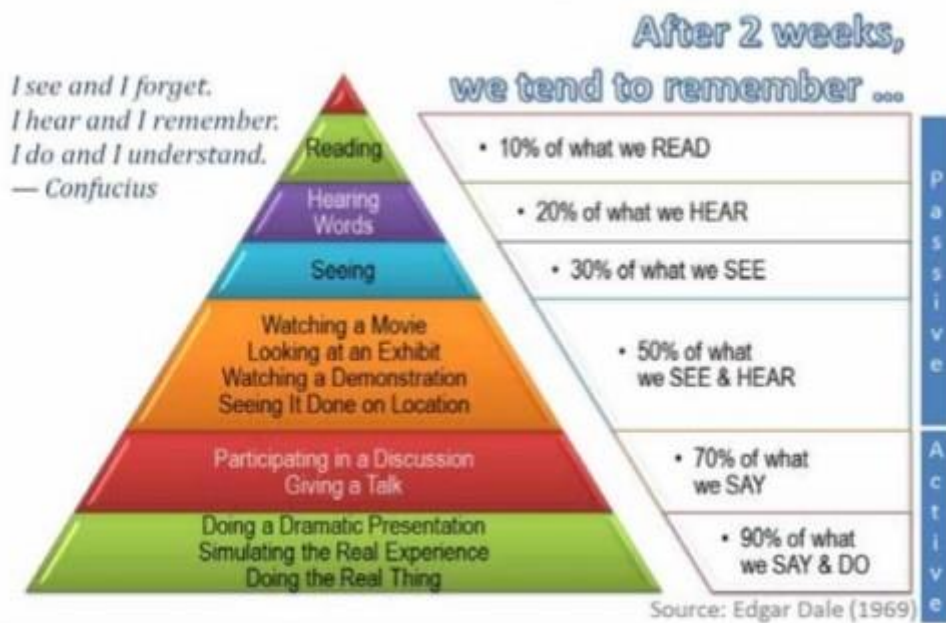 After 2 weeks,
we tend to remember ...
I see and I forget.
I hear and I remember.
I do and I understand.
— Confucius
Reading
• 10% of what we READ
Hearing
Words
• 20% of what we HEAR
Seeing
• 30% of what we SEE
Watching a Movie
Looking at an Exhibit
Watching a Demonstration
Seeing It Done on Location
• 50% of what
we SEE & HEAR
Participating in a Discussion
Giving a Talk
• 70% of what
we SAY
Doing a Dramatic Presentation
Simulating the Real Experience
Doing the Real Thing
• 90% of what
we SAY & DO
Passive
Active
Source: Edgar Dale (1969)